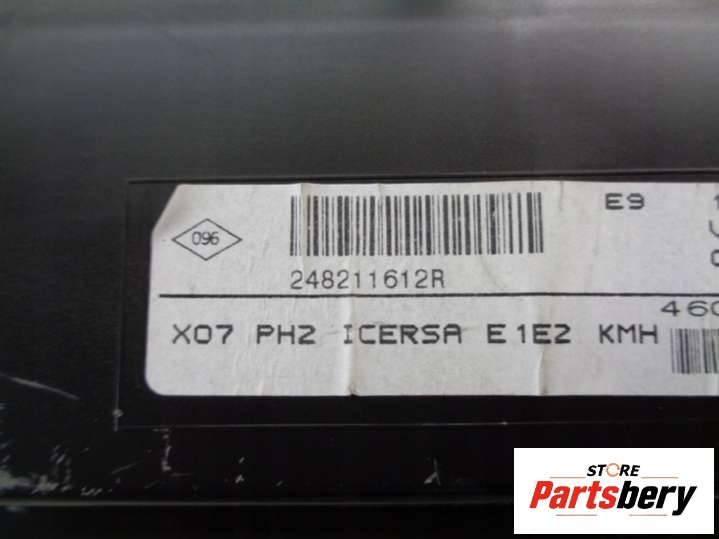 096
E9
248211612R
460
X07 PH2 ICERSA E1E2 KMH
STORE
Partsbery